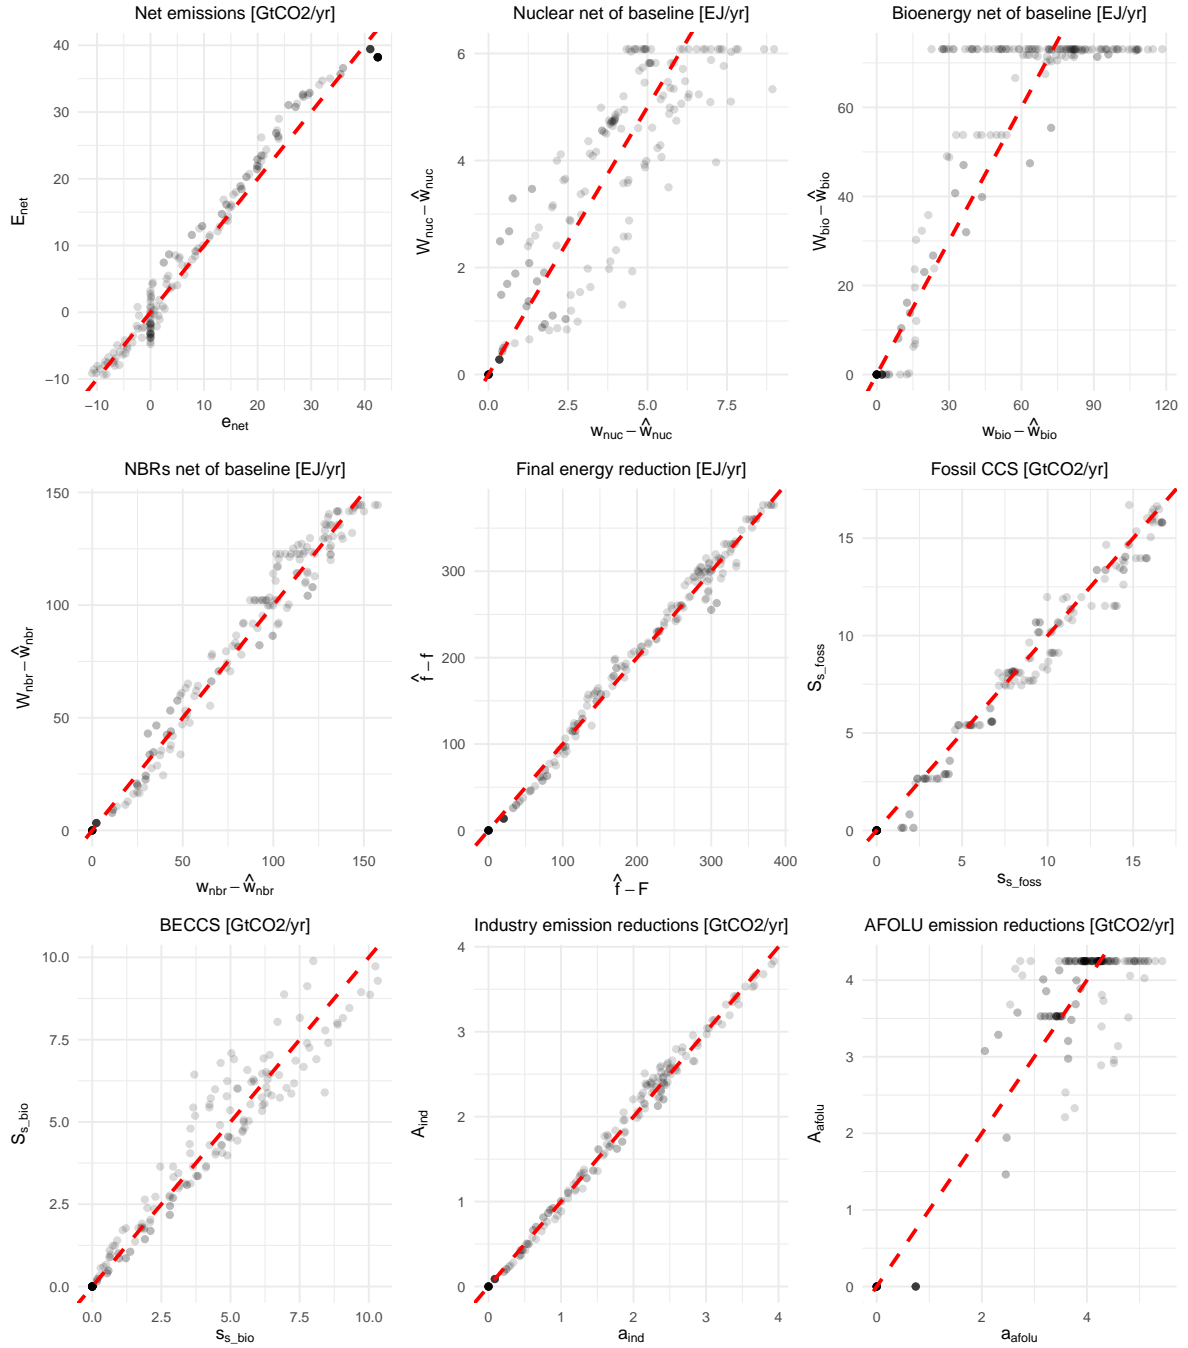 Net emissions [GtCO2/yr]
E_net
40
30
20
10
0
−10
−10 0 10 20 30 40
e_net
Nuclear net of baseline [EJ/yr]
W_nuc − ŵ_nuc
6
4
2
0
0.0 2.5 5.0 7.5
w_nuc − ŵ_nuc
Bioenergy net of baseline [EJ/yr]
W_bio − ŵ_bio
60
40
20
0
0 30 60 90 120
w_bio − ŵ_bio
NBRs net of baseline [EJ/yr]
W_nbr − ŵ_nbr
150
100
50
0
0 50 100 150
w_nbr − ŵ_nbr
Final energy reduction [EJ/yr]
f̂ − f
300
200
100
0
0 100 200 300 400
f̂ − F
Fossil CCS [GtCO2/yr]
S_s_foss
15
10
5
0
0 5 10 15
s_s_foss
BECCS [GtCO2/yr]
S_s_bio
10.0
7.5
5.0
2.5
0.0
0.0 2.5 5.0 7.5 10.0
s_s_bio
Industry emission reductions [GtCO2/yr]
A_ind
4
3
2
1
0
0 1 2 3 4
a_ind
AFOLU emission reductions [GtCO2/yr]
A_afolu
4
3
2
1
0
0 2 4
a_afolu